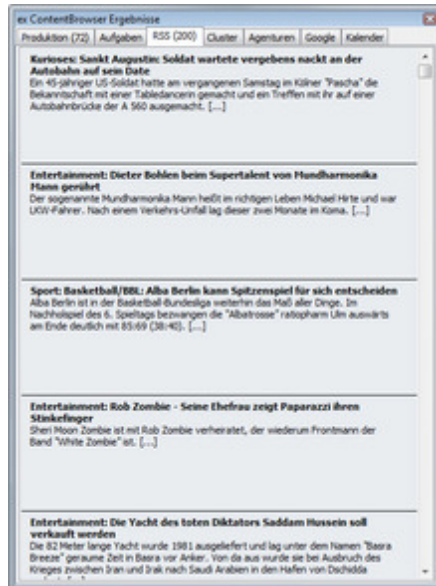 ex ContentBrowser Ergebnisse
Produktion (72) Aufgaben RSS (200) Cluster Agenturen Google Kalender
Kurioses: Sankt Augustin: Soldat wartete vergebens nackt an der
Autobahn auf sein Date
Ein 45-jähriger US-Soldat hatte am vergangenen Samstag im Kölner "Pascha" die
Bekanntschaft mit einer Tabledancerin gemacht und ein Treffen mit ihr auf einer
Autobahnbrücke der A 560 ausgemacht. [...]
Entertainment: Dieter Bohlen beim Supertalent von Mundharmonika
Mann gerührt
Der sogenannte Mundharmonika Mann heißt im richtigen Leben Michael Hirte und war
LKW-Fahrer. Nach einem Verkehrs-Unfall lag dieser zwei Monate im Koma. [...]
Sport: Basketball/BBL: Alba Berlin kann Spitzenspiel für sich entscheiden
Alba Berlin ist in der Basketball-Bundesliga weiterhin das Maß aller Dinge. Im
Nachholspiel des 6. Spieltags bezwangen die "Albatrosse" ratiopharm Ulm auswärts
am Ende deutlich mit 85:69 (38:40). [...]
Entertainment: Rob Zombie - Seine Ehefrau zeigt Paparazzi ihren
Stinkefinger
Sheri Moon Zombie ist mit Rob Zombie verheiratet, der wiederum Frontmann der
Band "White Zombie" ist. [...]
Entertainment: Die Yacht des toten Diktators Saddam Hussein soll
verkauft werden
Die 82 Meter lange Yacht wurde 1981 ausgeliefert und lag unter dem Namen "Basra
Breeze" geraume Zeit in Basra vor Anker. Von da aus wurde sie bei Ausbruch des
Krieges zwischen Iran und Irak nach Saudi Arabien in den Hafen von Dschidda